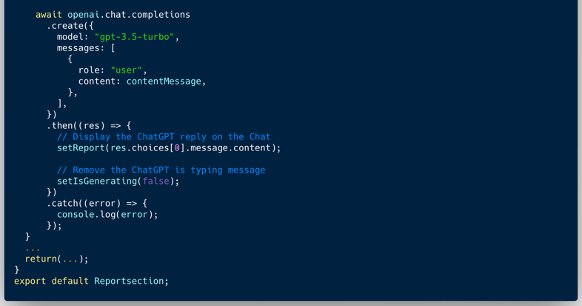 await openai.chat.completions
.create({
model: "gpt-3.5-turbo",
messages: [
{
role: "user",
content: contentMessage,
},
],
})
.then((res) => {
// Display the ChatGPT reply on the Chat
setReport(res.choices[0].message.content);
// Remove the ChatGPT is typing message
setIsGenerating(false);
})
.catch((error) => {
console.log(error);
});
}
...
return(...);
}
export default Reportsection;